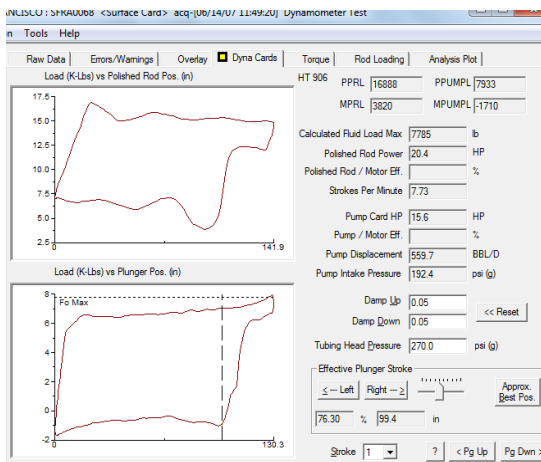 ANCISCO : SFRA0068 <Surface Card> acq-[06/14/07 11:49:20] Dynamometer Test
n Tools Help
Raw Data Errors/Warnings Overlay Dyna Cards Torque Rod Loading Analysis Plot
Load (K-Lbs) vs Polished Rod Pos. (in)
17.5
15.0
12.5
10.0
7.5
5.0
2.5
0 141.9
Load (K-Lbs) vs Plunger Pos. (in)
8
Fo Max
6
4
2
0
-2
0 130.3
HT 906 PPRL 16888 PPUMPL 7933
MPRL 3820 MPUMPL -1710
Calculated Fluid Load Max 7785 lb
Polished Rod Power 20.4 HP
Polished Rod / Motor Eff. %
Strokes Per Minute 7.73
Pump Card HP 15.6 HP
Pump / Motor Eff. %
Pump Displacement 559.7 BBL/D
Pump Intake Pressure 192.4 psi (g)
Damp Up 0.05
<< Reset
Damp Down 0.05
Tubing Head Pressure 270.0 psi (g)
Effective Plunger Stroke
< --- Left Right --- > Approx. Best Pos.
76.30 % 99.4 in
Stroke 1 ? < Pg Up Pg Dwn >